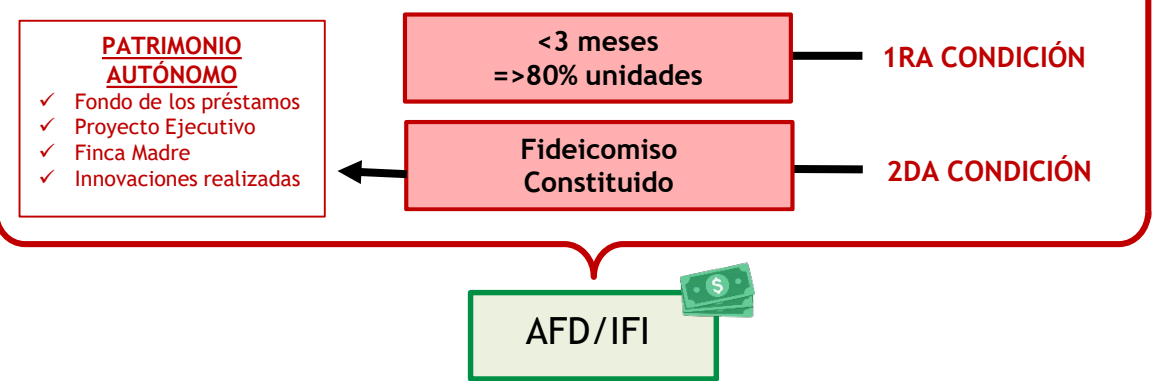 PATRIMONIO
AUTÓNOMO
✓ Fondo de los préstamos
✓ Proyecto Ejecutivo
✓ Finca Madre
✓ Innovaciones realizadas
<3 meses
=>80% unidades
1RA CONDICIÓN
Fideicomiso
Constituido
2DA CONDICIÓN
$
AFD/IFI